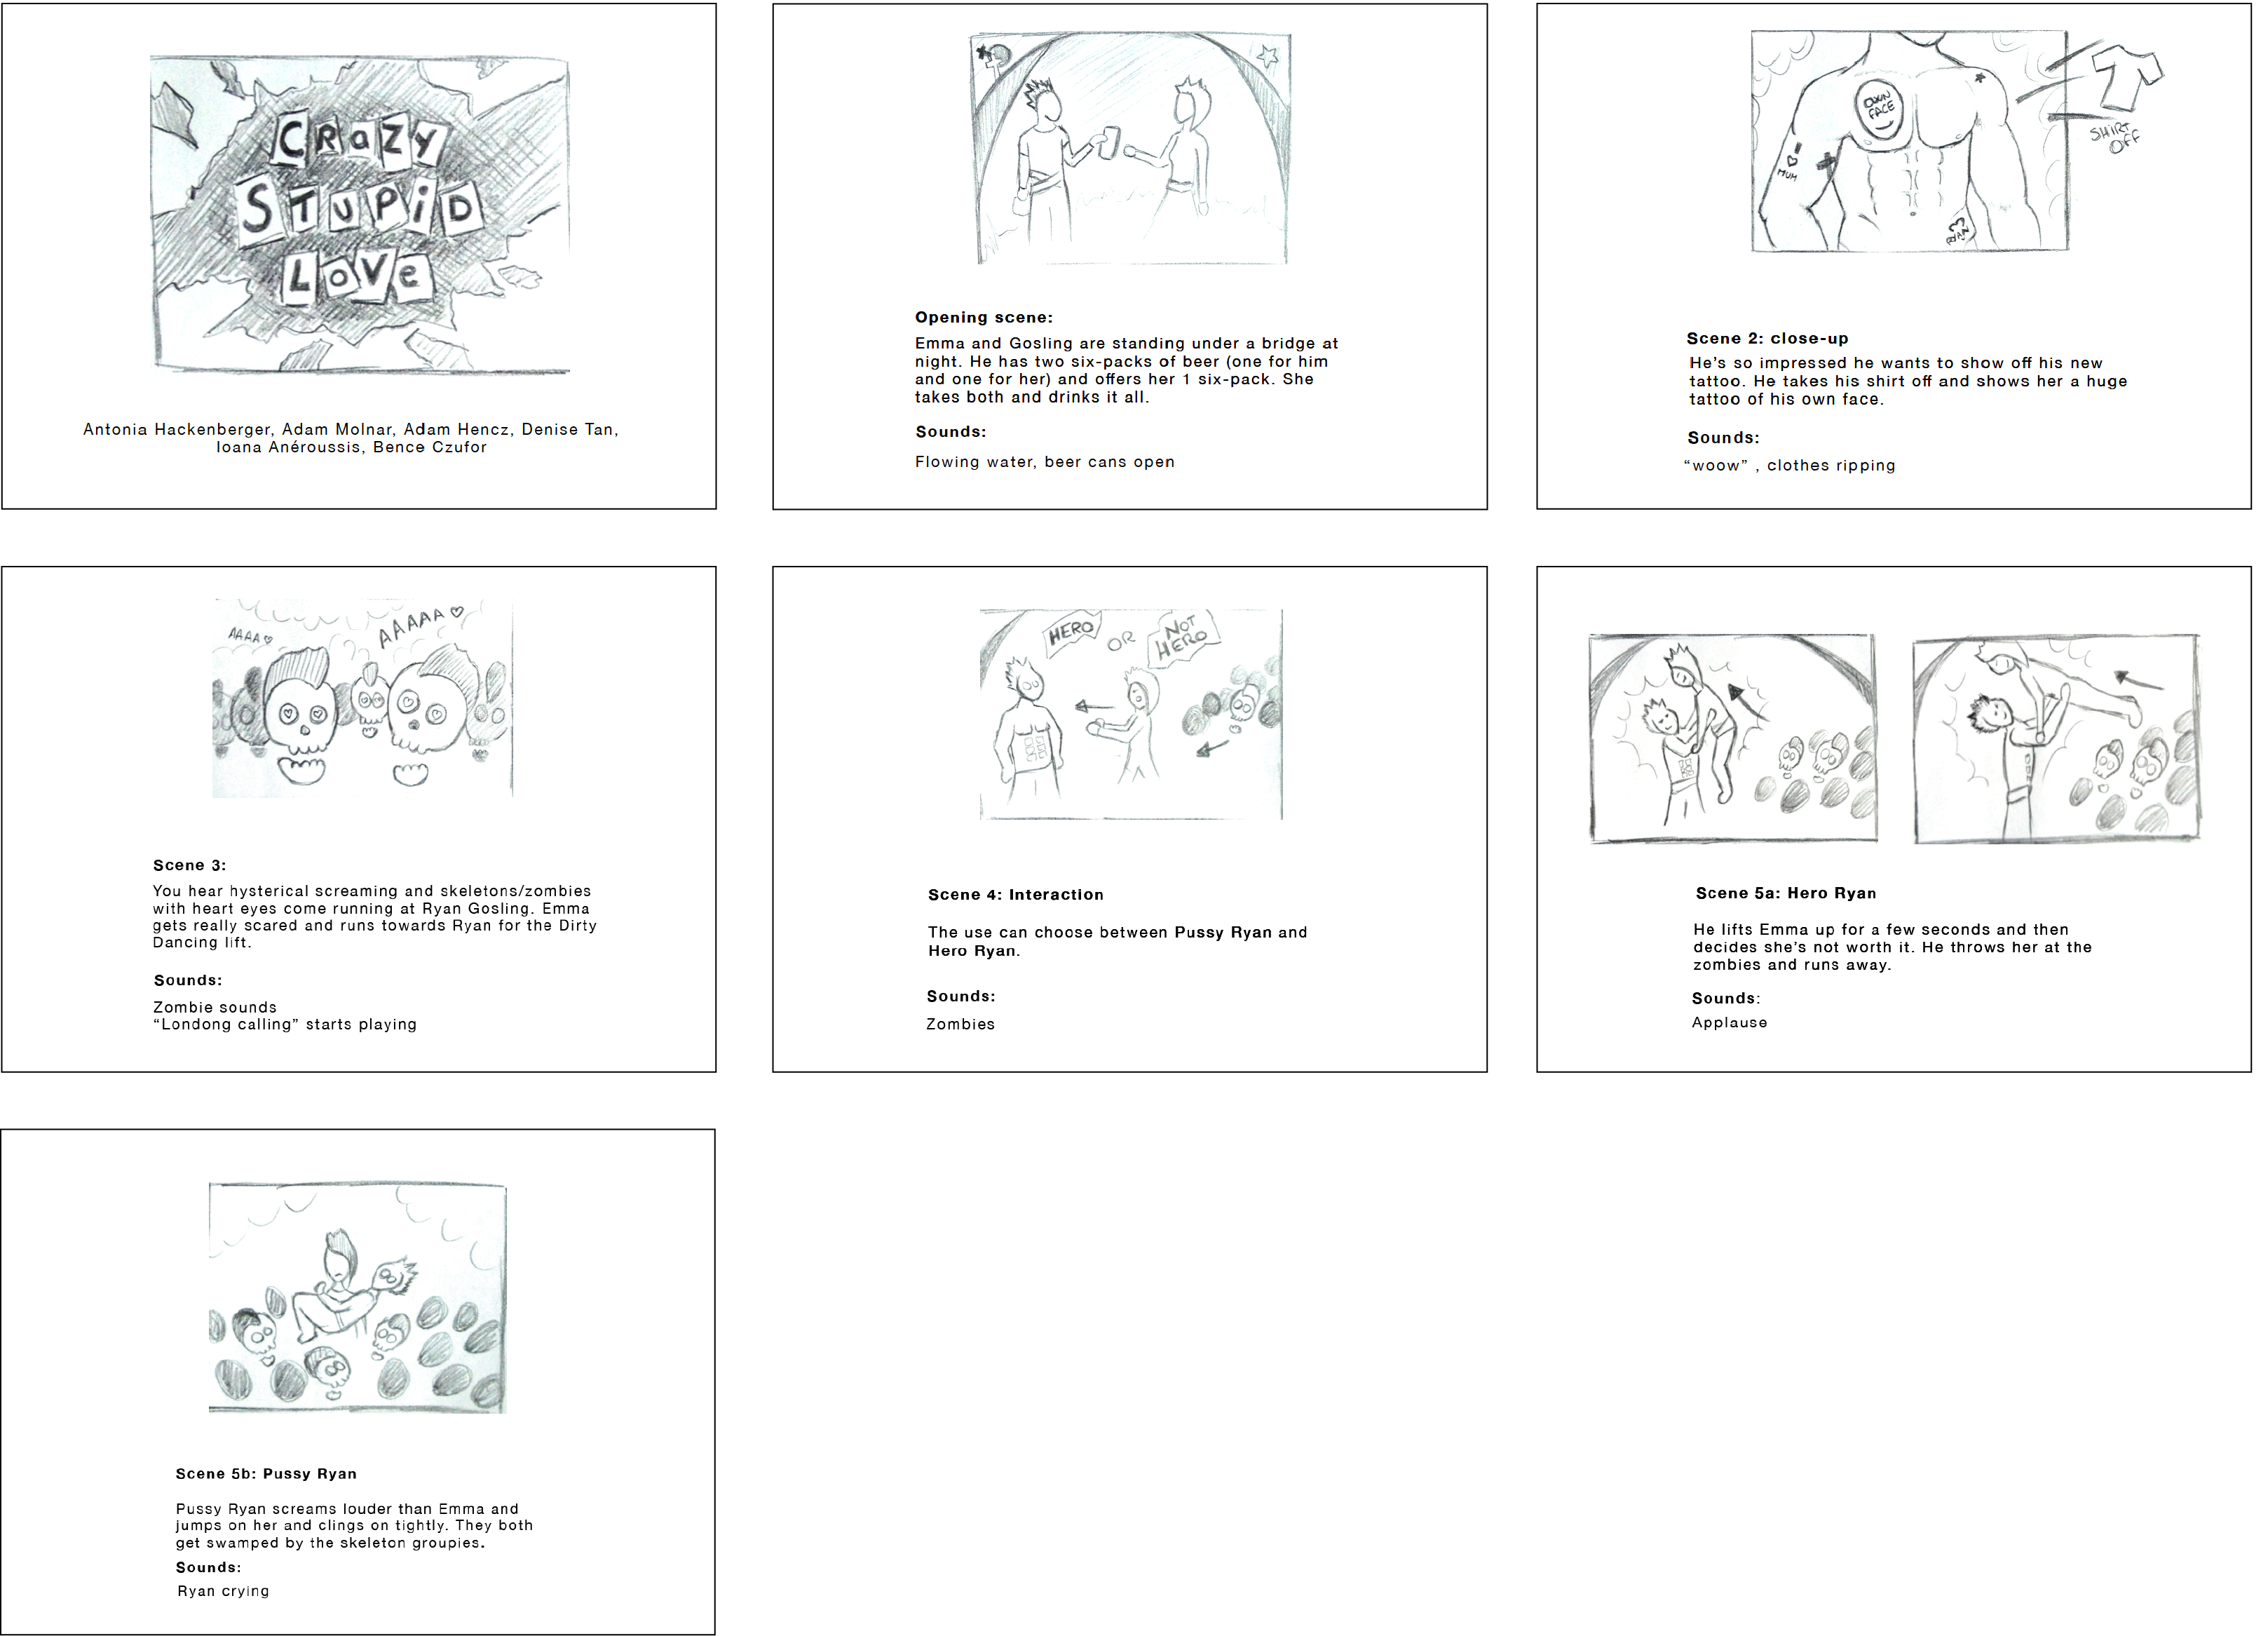 CRaZy
STUPiD
LoVe
Antonia Hackenberger, Adam Molnar, Adam Hencz, Denise Tan,
Ioana Anéroussis, Bence Czufor
Opening scene:
Emma and Gosling are standing under a bridge at
night. He has two six-packs of beer (one for him
and one for her) and offers her 1 six-pack. She
takes both and drinks it all.
Sounds:
Flowing water, beer cans open
OWN
FACE
MUM
RYAN
SHIRT
OFF
Scene 2: close-up
He's so impressed he wants to show off his new
tattoo. He takes his shirt off and shows her a huge
tattoo of his own face.
Sounds:
“woow” , clothes ripping
AAAA ♡
AAAAA ♡
Scene 3:
You hear hysterical screaming and skeletons/zombies
with heart eyes come running at Ryan Gosling. Emma
gets really scared and runs towards Ryan for the Dirty
Dancing lift.
Sounds:
Zombie sounds
“Londong calling” starts playing
HERO
OR
NOT
HERO
Scene 4: Interaction
The use can choose between Pussy Ryan and
Hero Ryan.
Sounds:
Zombies
Scene 5a: Hero Ryan
He lifts Emma up for a few seconds and then
decides she's not worth it. He throws her at the
zombies and runs away.
Sounds:
Applause
Scene 5b: Pussy Ryan
Pussy Ryan screams louder than Emma and
jumps on her and clings on tightly. They both
get swamped by the skeleton groupies.
Sounds:
Ryan crying